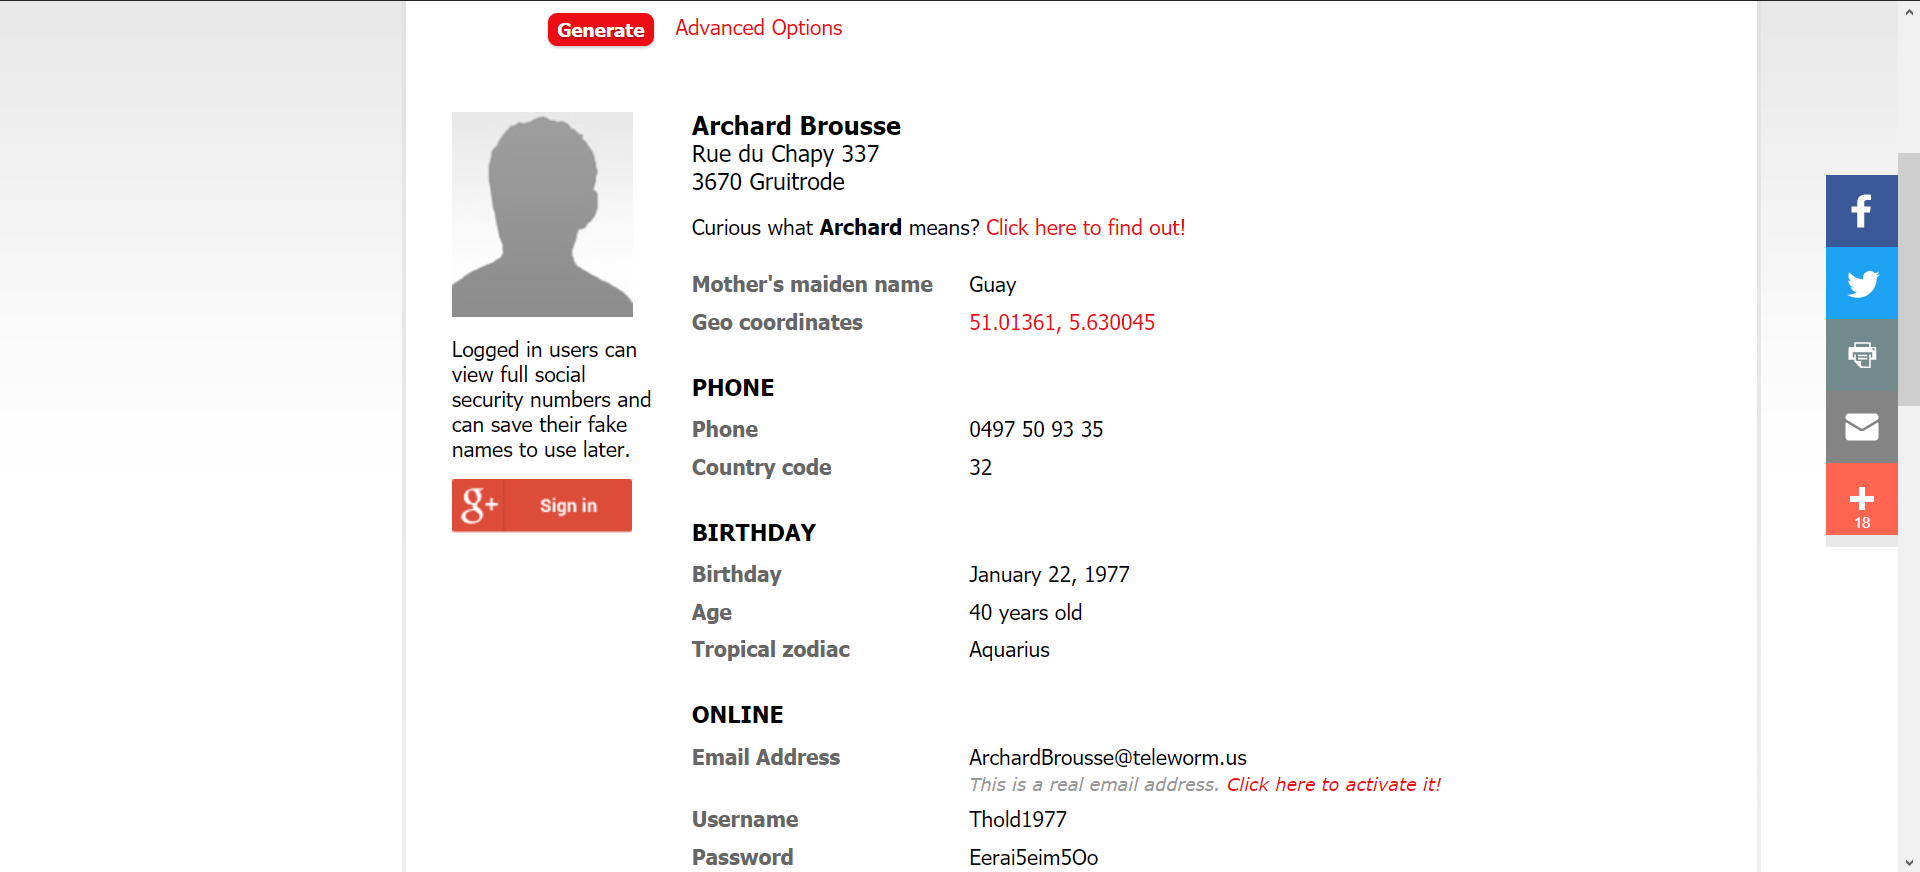 Generate Advanced Options
Archard Brousse
Rue du Chapy 337
3670 Gruitrode
Curious what Archard means? Click here to find out!
Mother's maiden name Guay
Geo coordinates 51.01361, 5.630045
Logged in users can
view full social
security numbers and
can save their fake
names to use later.
g+ Sign in
PHONE
Phone 0497 50 93 35
Country code 32
BIRTHDAY
Birthday January 22, 1977
Age 40 years old
Tropical zodiac Aquarius
ONLINE
Email Address ArchardBrousse@teleworm.us
This is a real email address. Click here to activate it!
Username Thold1977
Password Eerai5eim5Oo
18